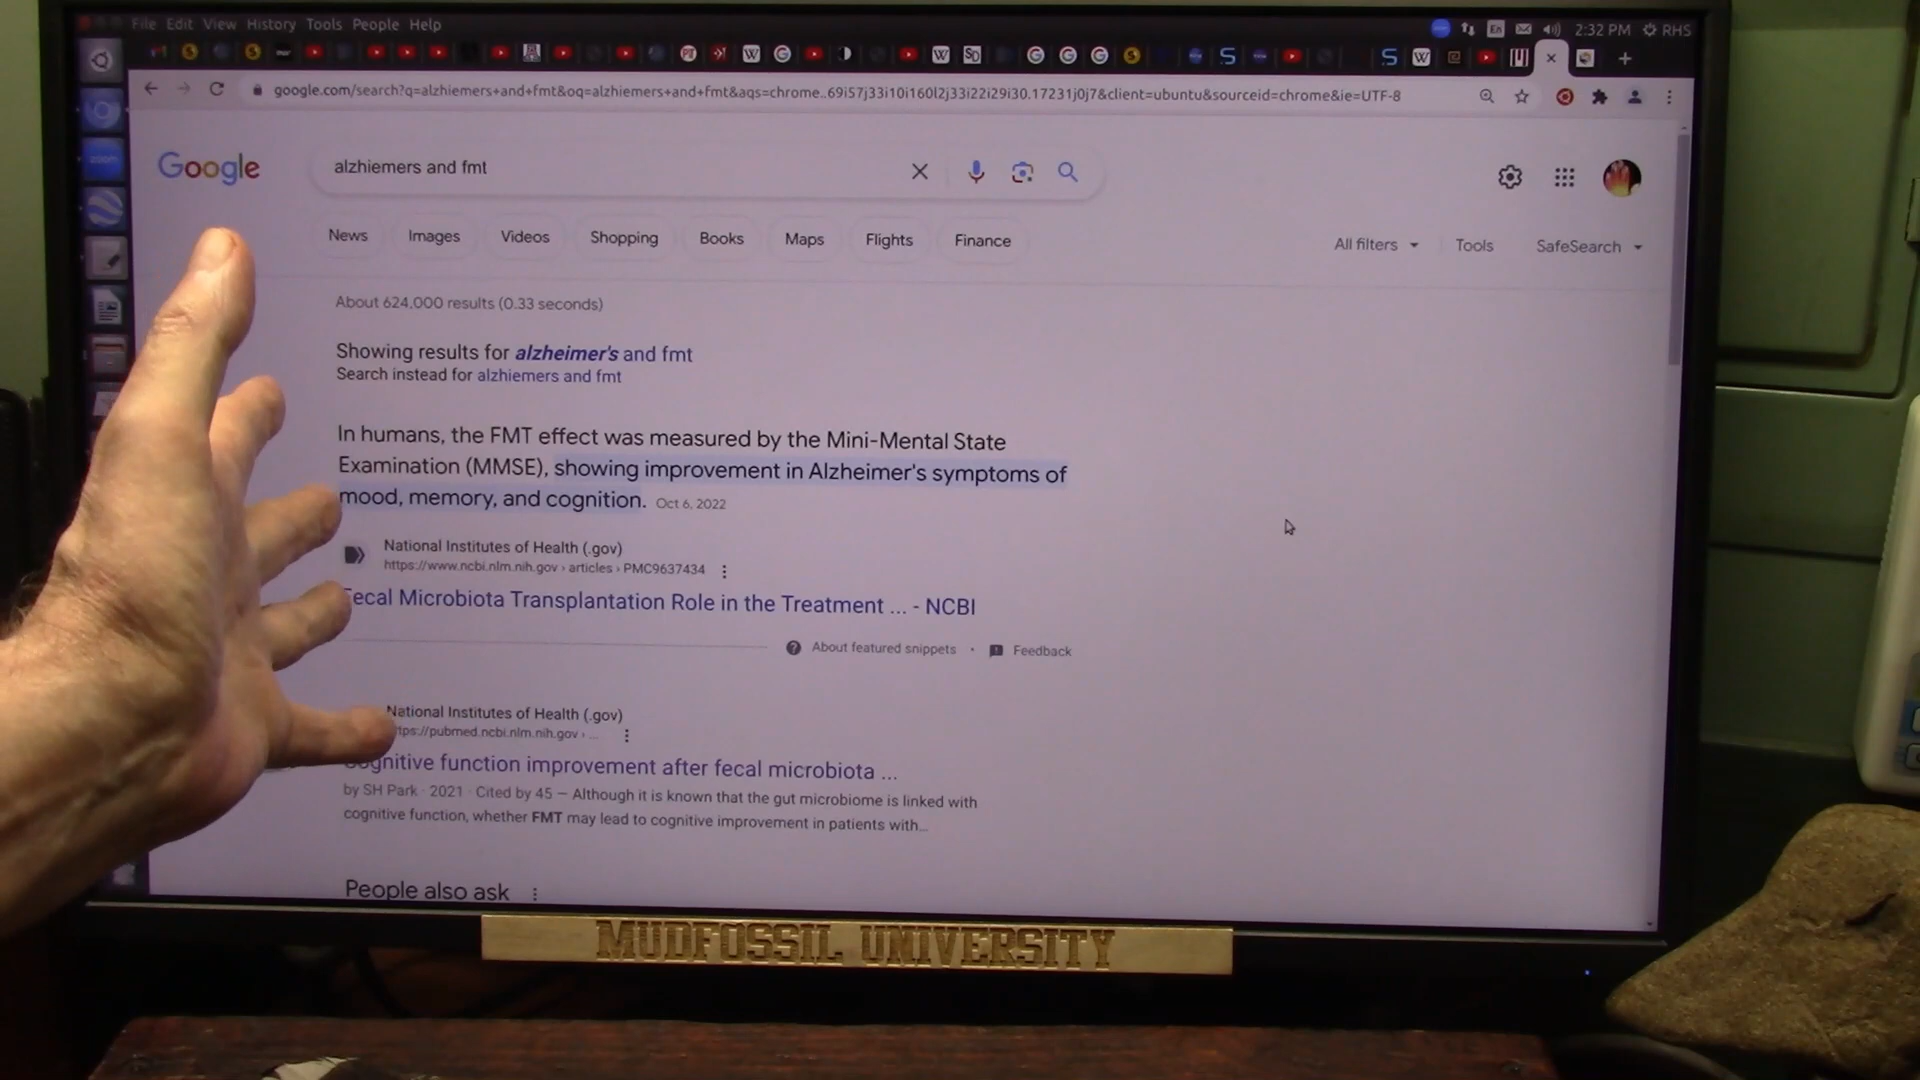 File Edit View History Tools People Help
En 2:32 PM RHS
google.com/search?q=alzhiemers+and+fmt&oq=alzhiemers+and+fmt&aqs=chrome..69i57j33i10i160l2j33i22i29i30.17231j0j7&client=ubuntu&sourceid=chrome&ie=UTF-8
Google
alzhiemers and fmt
News Images Videos Shopping Books Maps Flights Finance
All filters Tools SafeSearch
About 624,000 results (0.33 seconds)
Showing results for alzheimer's and fmt
Search instead for alzhiemers and fmt
In humans, the FMT effect was measured by the Mini-Mental State
Examination (MMSE), showing improvement in Alzheimer's symptoms of
mood, memory, and cognition. Oct 6, 2022
National Institutes of Health (.gov)
https://www.ncbi.nlm.nih.gov › articles › PMC9637434
Fecal Microbiota Transplantation Role in the Treatment ... - NCBI
About featured snippets • Feedback
National Institutes of Health (.gov)
https://pubmed.ncbi.nlm.nih.gov › ...
Cognitive function improvement after fecal microbiota ...
by SH Park · 2021 · Cited by 45 — Although it is known that the gut microbiome is linked with
cognitive function, whether FMT may lead to cognitive improvement in patients with...
People also ask
MUDFOSSIL UNIVERSITY